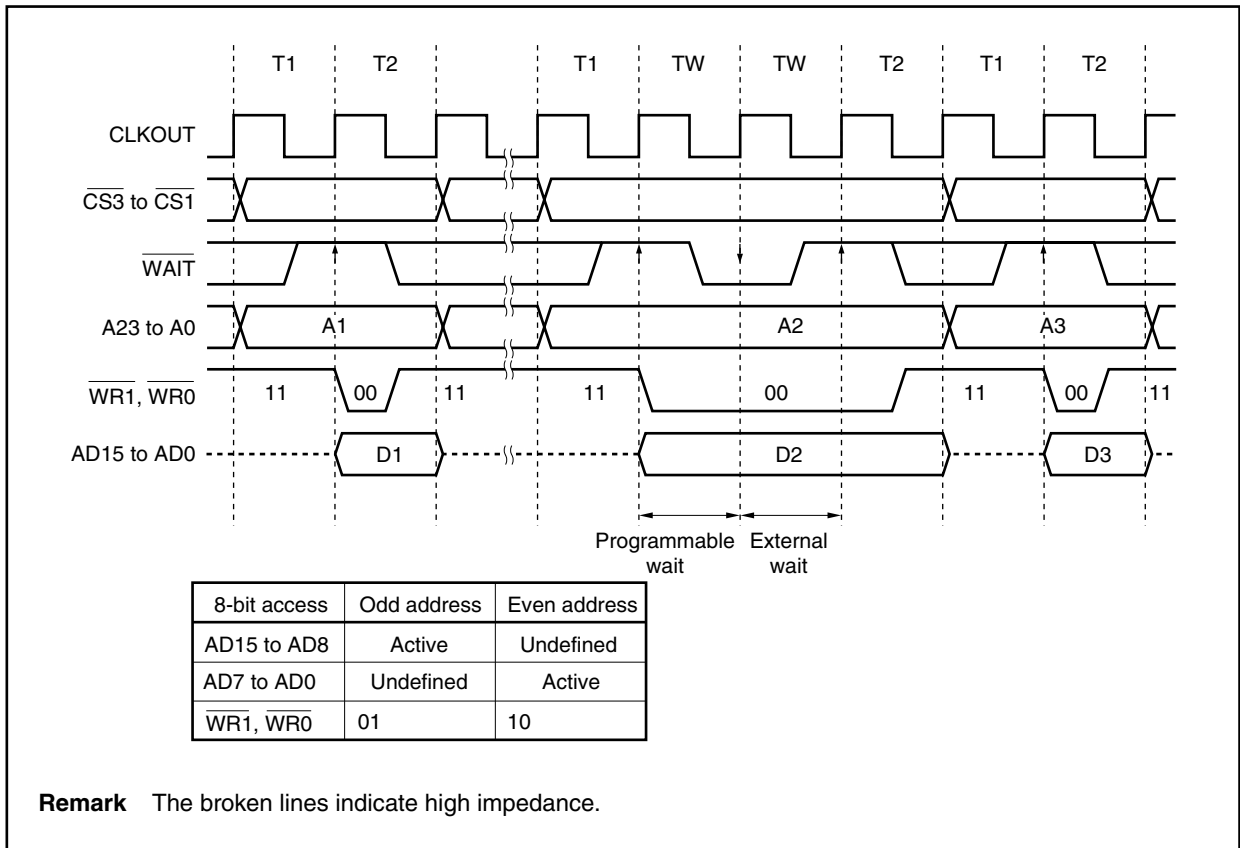 T1 T2 T1 TW TW T2 T1 T2
CLKOUT
CS3 to CS1
WAIT
A23 to A0 A1 A2 A3
WR1, WR0 11 00 11 11 00 11 00 11
AD15 to AD0 D1 D2 D3
Programmable wait
External wait
8-bit access Odd address Even address
AD15 to AD8 Active Undefined
AD7 to AD0 Undefined Active
WR1, WR0 01 10
Remark The broken lines indicate high impedance.